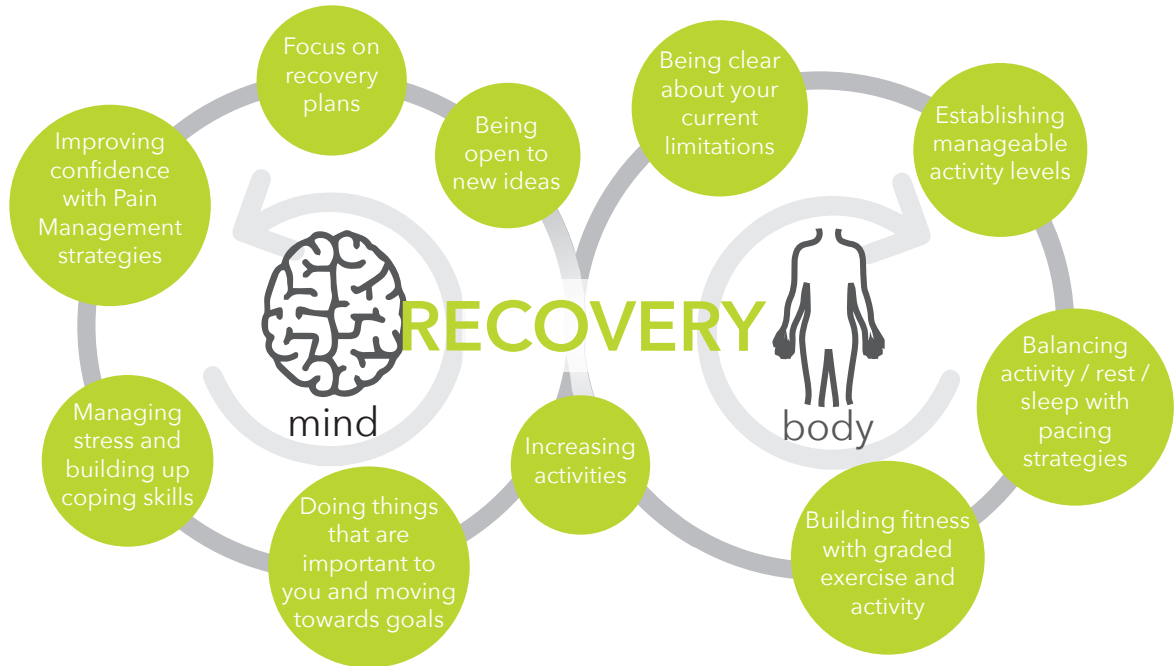 Focus on
recovery
plans
Being
open to
new ideas
Improving
confidence
with Pain
Management
strategies
Managing
stress and
building up
coping skills
Doing things
that are
important to
you and moving
towards goals
Increasing
activities
mind
RECOVERY
Being clear
about your
current
limitations
Establishing
manageable
activity levels
Balancing
activity / rest /
sleep with
pacing
strategies
Building fitness
with graded
exercise and
activity
body